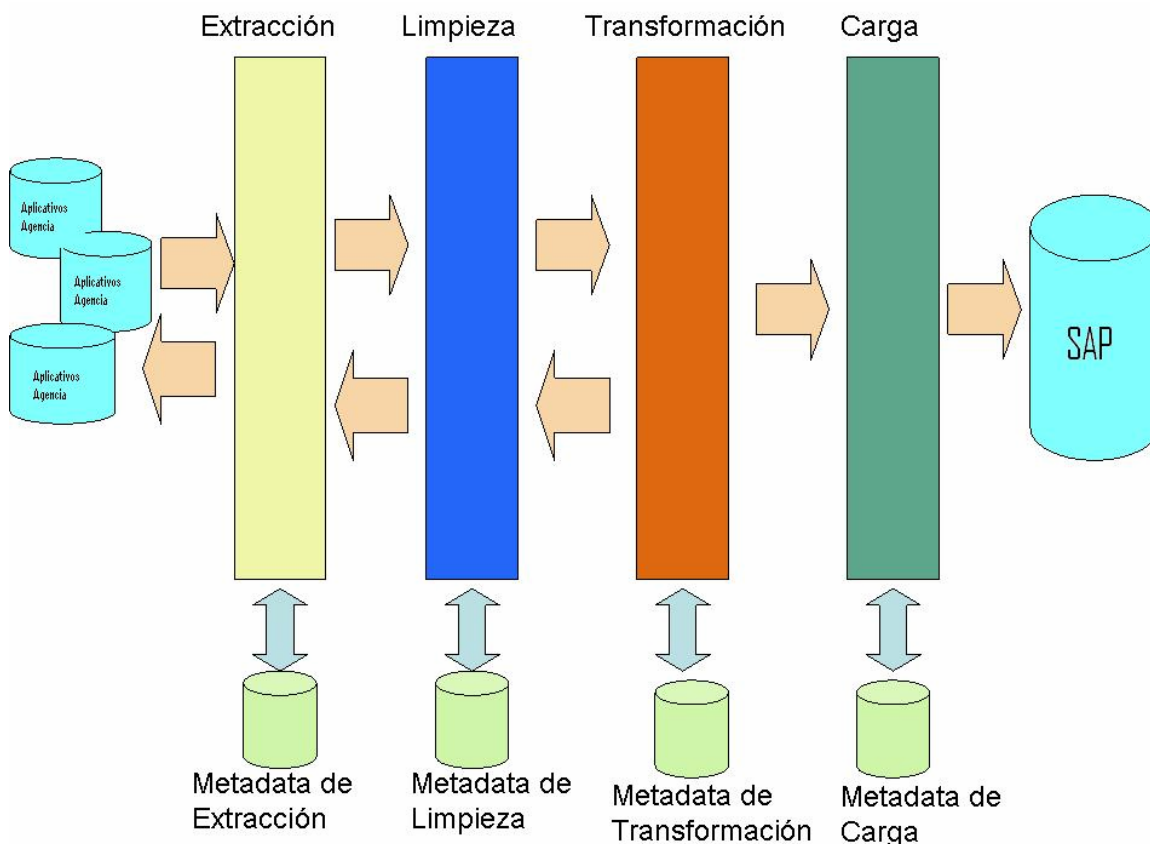 Extracción
Limpieza
Transformación
Carga
Aplicativos
Agencia
Aplicativos
Agencia
Aplicativos
Agencia
SAP
Metadata de
Extracción
Metadata de
Limpieza
Metadata de
Transformación
Metadata de
Carga